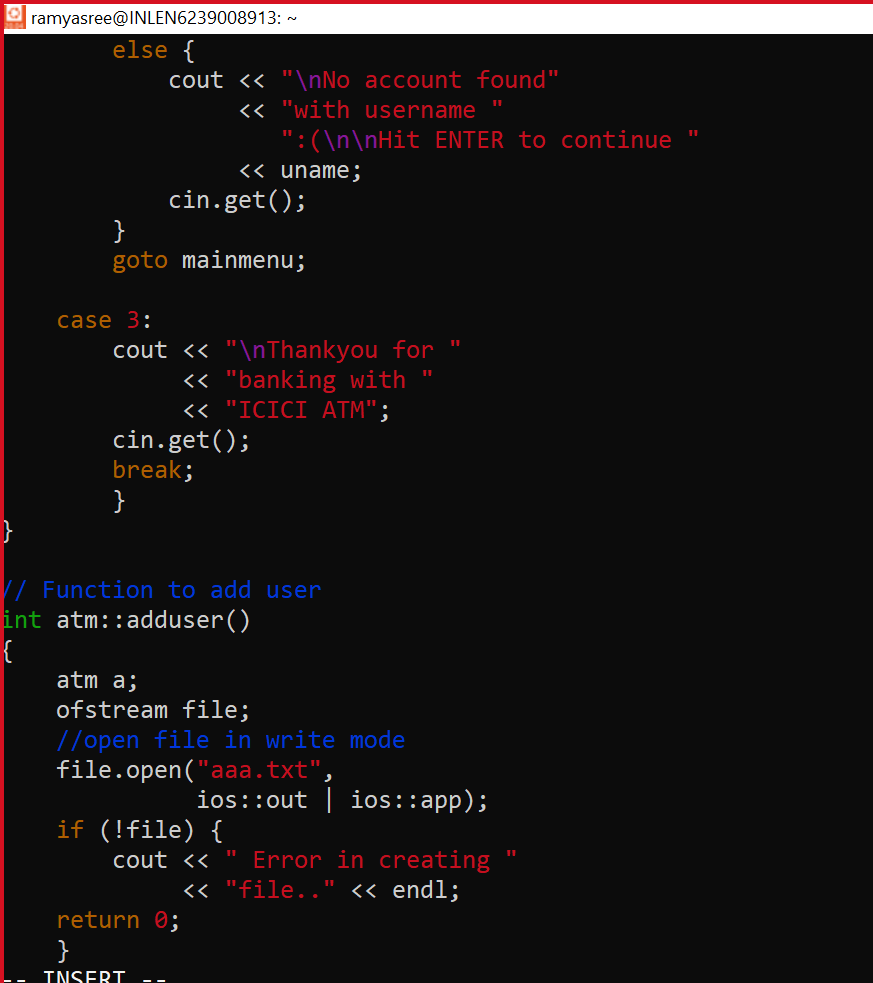 ramyasree@INLEN6239008913: ~
        else {
            cout << "\nNo account found"
                 << "with username "
                    ":(\n\nHit ENTER to continue "
                 << uname;
            cin.get();
        }
        goto mainmenu;

    case 3:
        cout << "\nThankyou for "
             << "banking with "
             << "ICICI ATM";
        cin.get();
        break;
        }
}

// Function to add user
int atm::adduser()
{
    atm a;
    ofstream file;
    //open file in write mode
    file.open("aaa.txt",
              ios::out | ios::app);
    if (!file) {
        cout << " Error in creating "
             << "file.." << endl;
    return 0;
    }
-- INSERT --